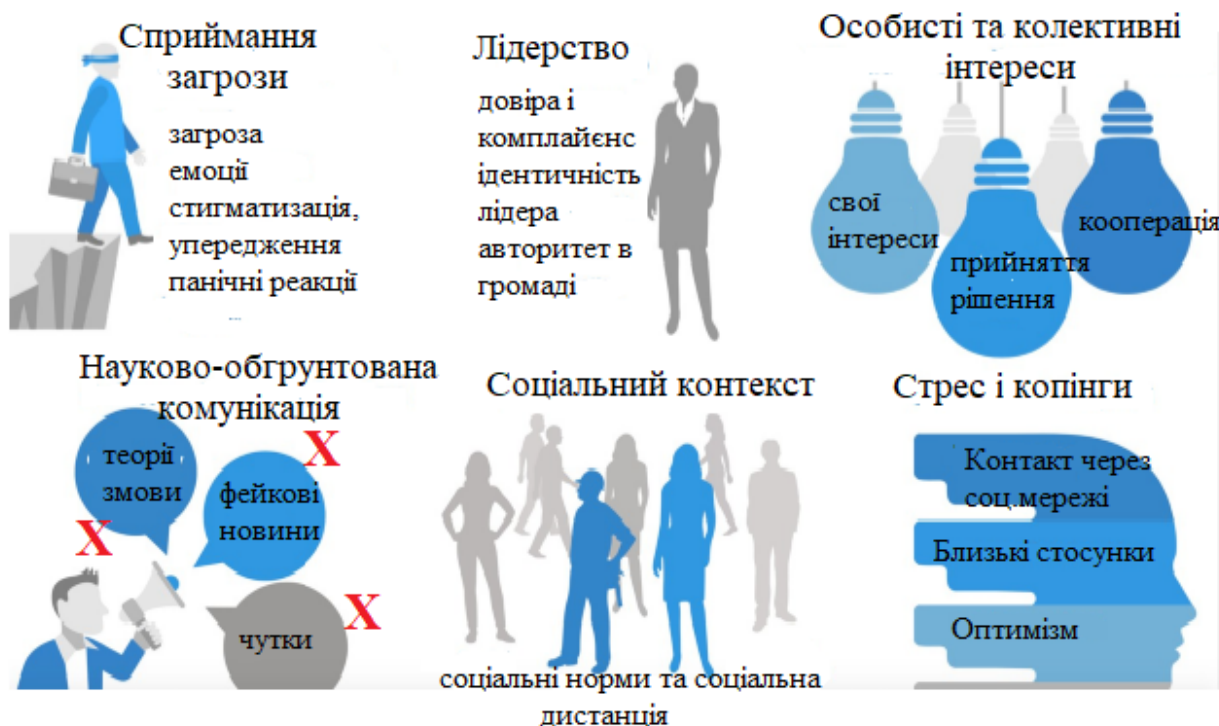 Сприймання
загрози
загроза
емоції
стигматизація,
упередження
панічні реакції
Лідерство
довіра і
комплайєнс
ідентичність
лідера
авторитет в
громаді
Особисті та колективні
інтереси
свої
інтереси
прийняття
рішення
кооперація
Науково-обгрунтована
комунікація
теорії
змови
X
фейкові
новини
X
чутки
X
Соціальний контекст
соціальні норми та соціальна
дистанція
Стрес і копінги
Контакт через
соц.мережі
Близькі стосунки
Оптимізм